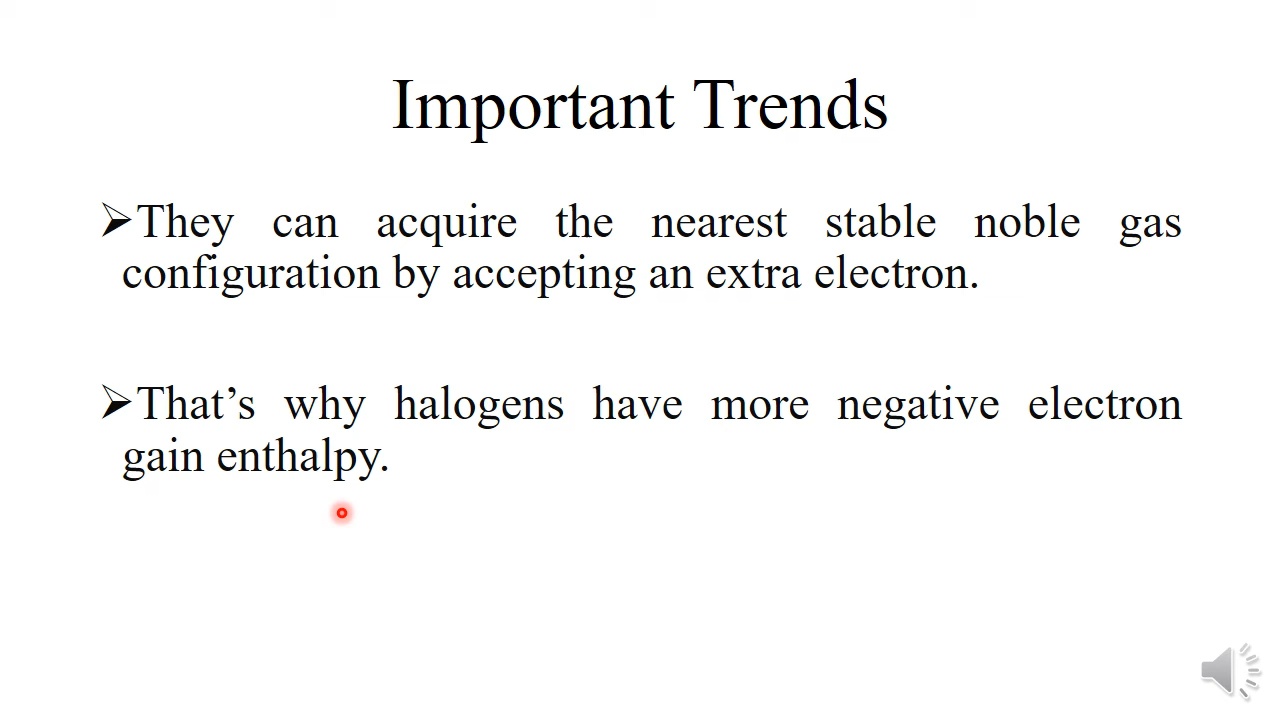 Important Trends
➢They can acquire the nearest stable noble gas
configuration by accepting an extra electron.
➢That’s why halogens have more negative electron
gain enthalpy.